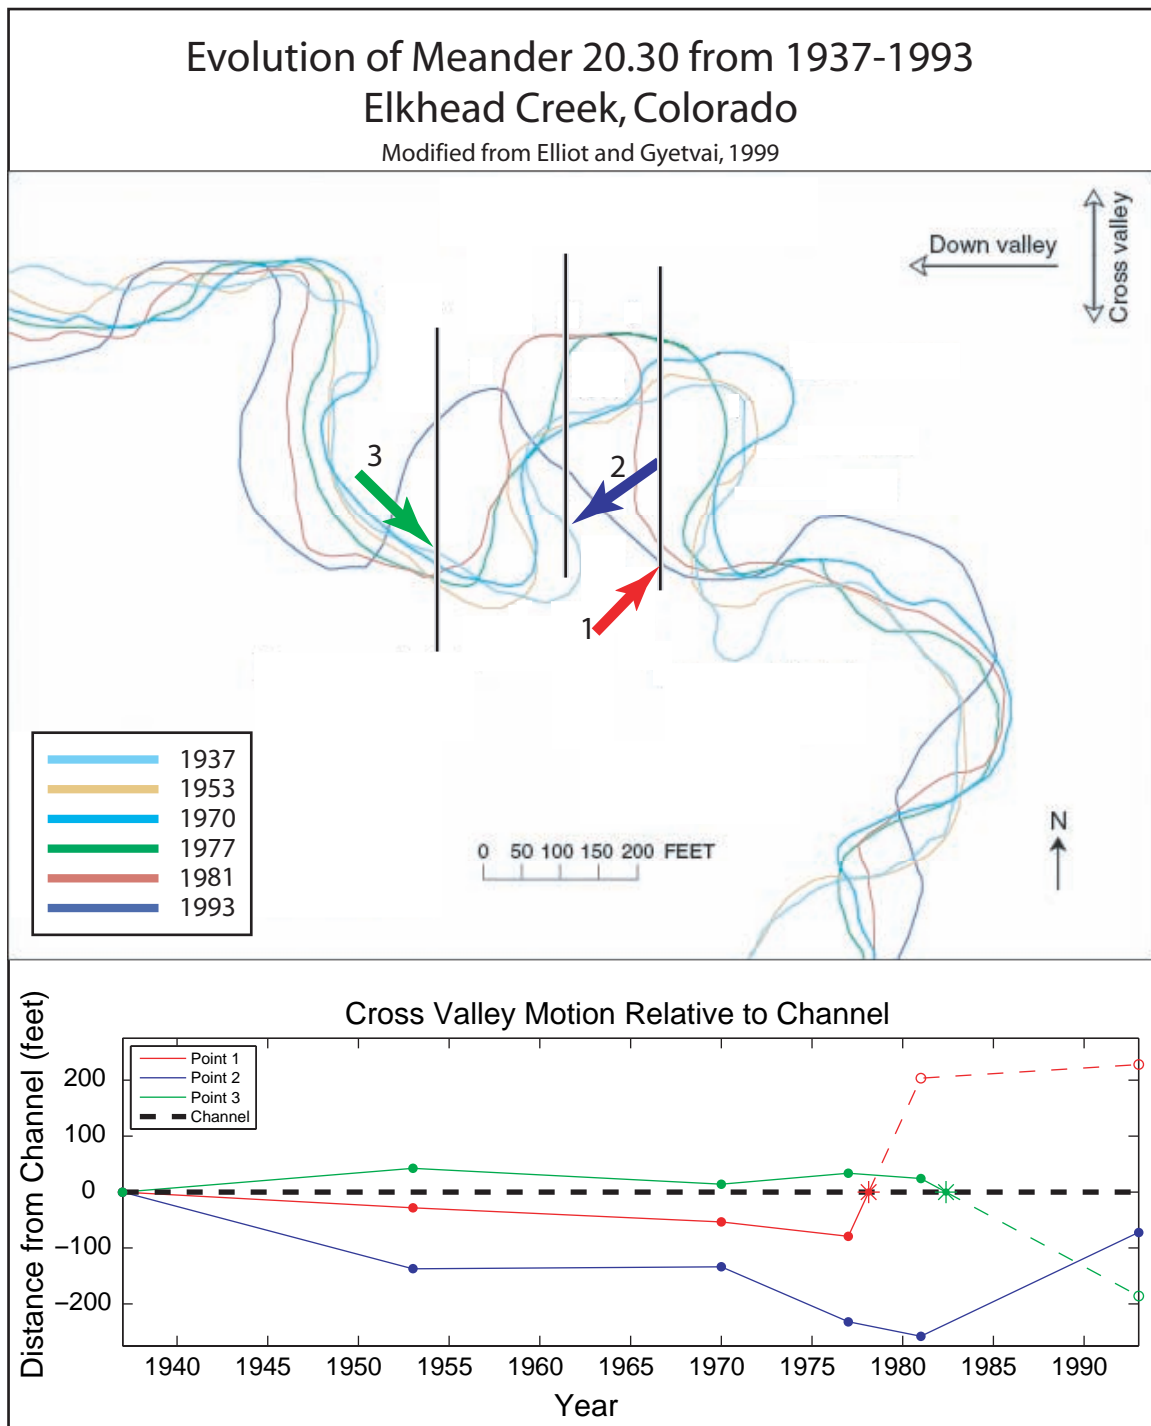 Evolution of Meander 20.30 from 1937-1993
Elkhead Creek, Colorado
Modified from Elliot and Gyetvai, 1999
Down valley
Cross valley
3
2
1
1937
1953
1970
1977
1981
1993
0 50 100 150 200 FEET
N
Cross Valley Motion Relative to Channel
Distance from Channel (feet)
200
100
0
−100
−200
Point 1
Point 2
Point 3
Channel
1940 1945 1950 1955 1960 1965 1970 1975 1980 1985 1990
Year